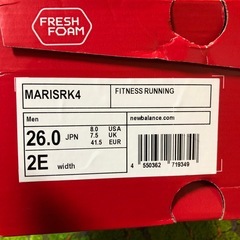 FRESH
FOAM
MARISRK4
FITNESS RUNNING
Men
newbalance.com
26.0 JPN 8.0 USA
7.5 UK
41.5 EUR
2E width
4 550362 719349